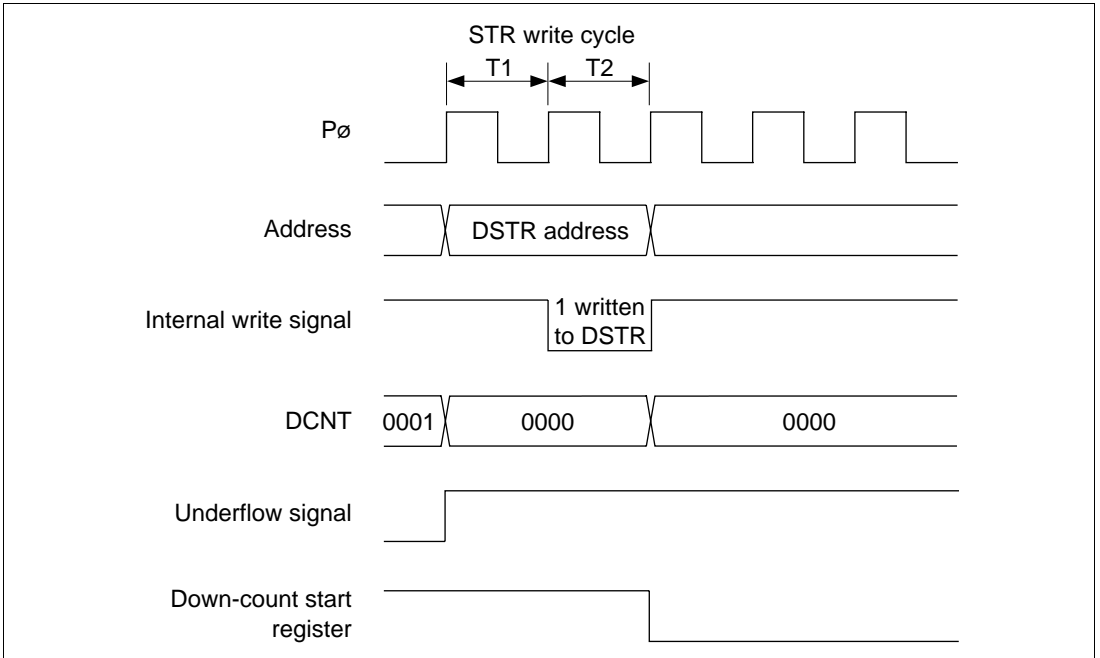 STR write cycle
T1 T2
Pø
Address
DSTR address
Internal write signal
1 written
to DSTR
DCNT
0001 0000 0000
Underflow signal
Down-count start
register